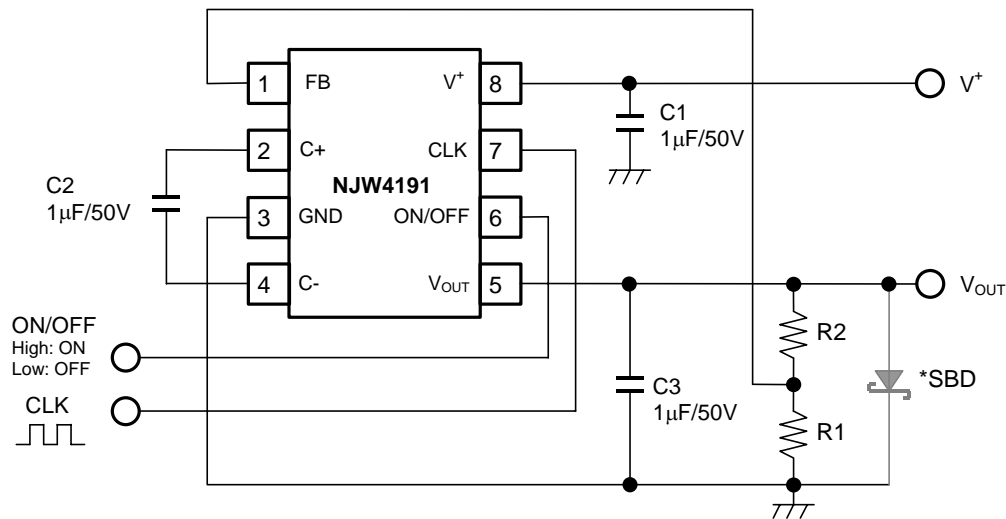 1 FB V+ 8
2 C+ CLK 7
NJW4191
3 GND ON/OFF 6
4 C- VOUT 5
C1
1µF/50V
V+
C2
1µF/50V
VOUT
R2
ON/OFF
High: ON
Low: OFF
C3
1µF/50V
*SBD
CLK
R1